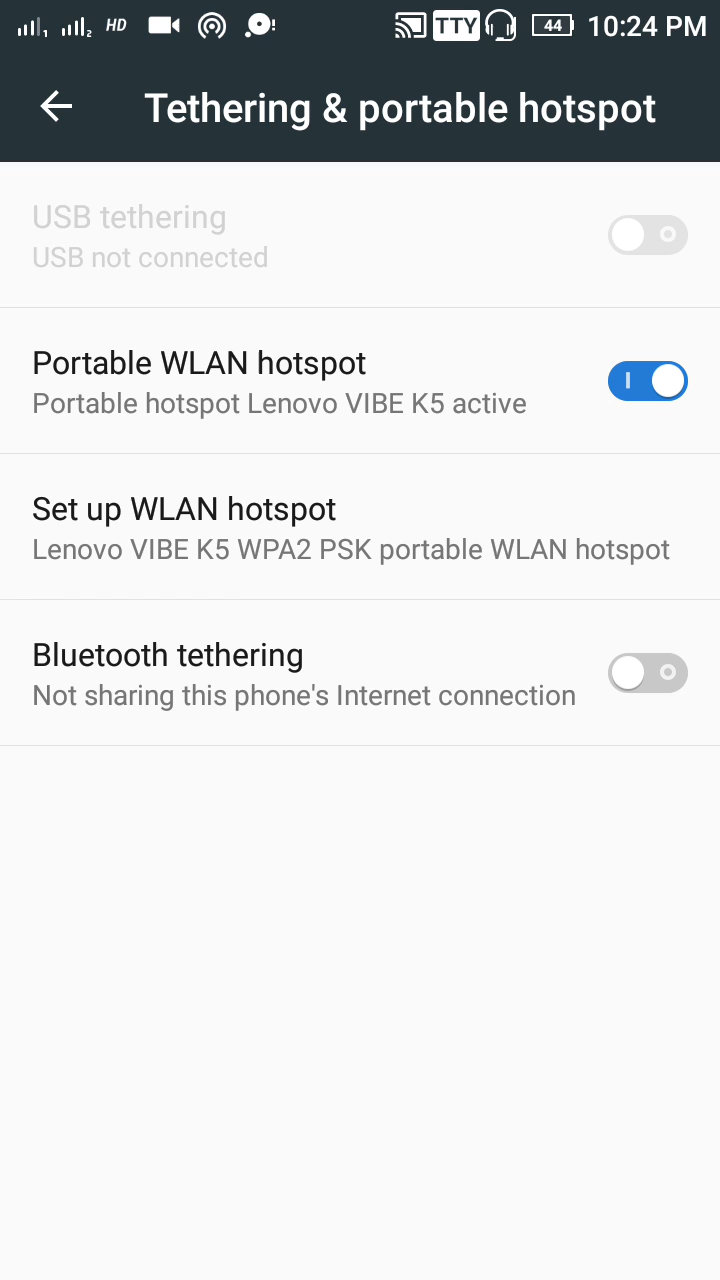 1 2 HD TTY 44 10:24 PM
Tethering & portable hotspot
USB tethering
USB not connected
Portable WLAN hotspot
Portable hotspot Lenovo VIBE K5 active
Set up WLAN hotspot
Lenovo VIBE K5 WPA2 PSK portable WLAN hotspot
Bluetooth tethering
Not sharing this phone's Internet connection